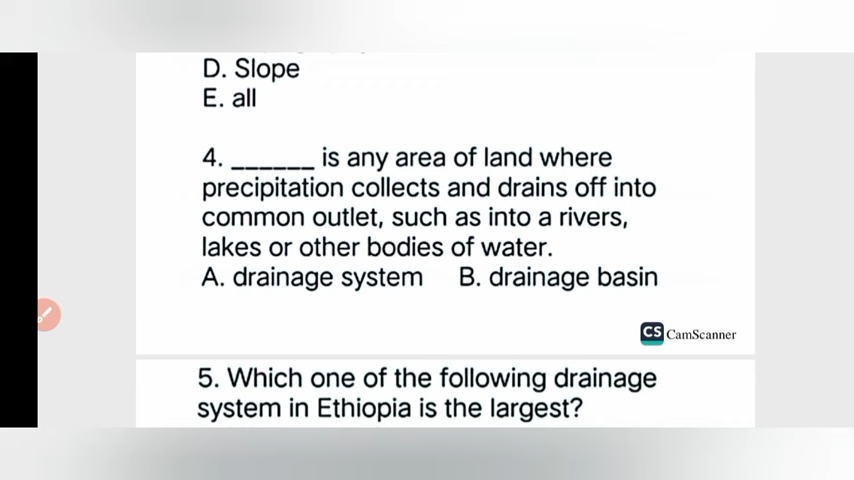 D. Slope
E. all
4. ______ is any area of land where
precipitation collects and drains off into
common outlet, such as into a rivers,
lakes or other bodies of water.
A. drainage system B. drainage basin
CS CamScanner
5. Which one of the following drainage
system in Ethiopia is the largest?